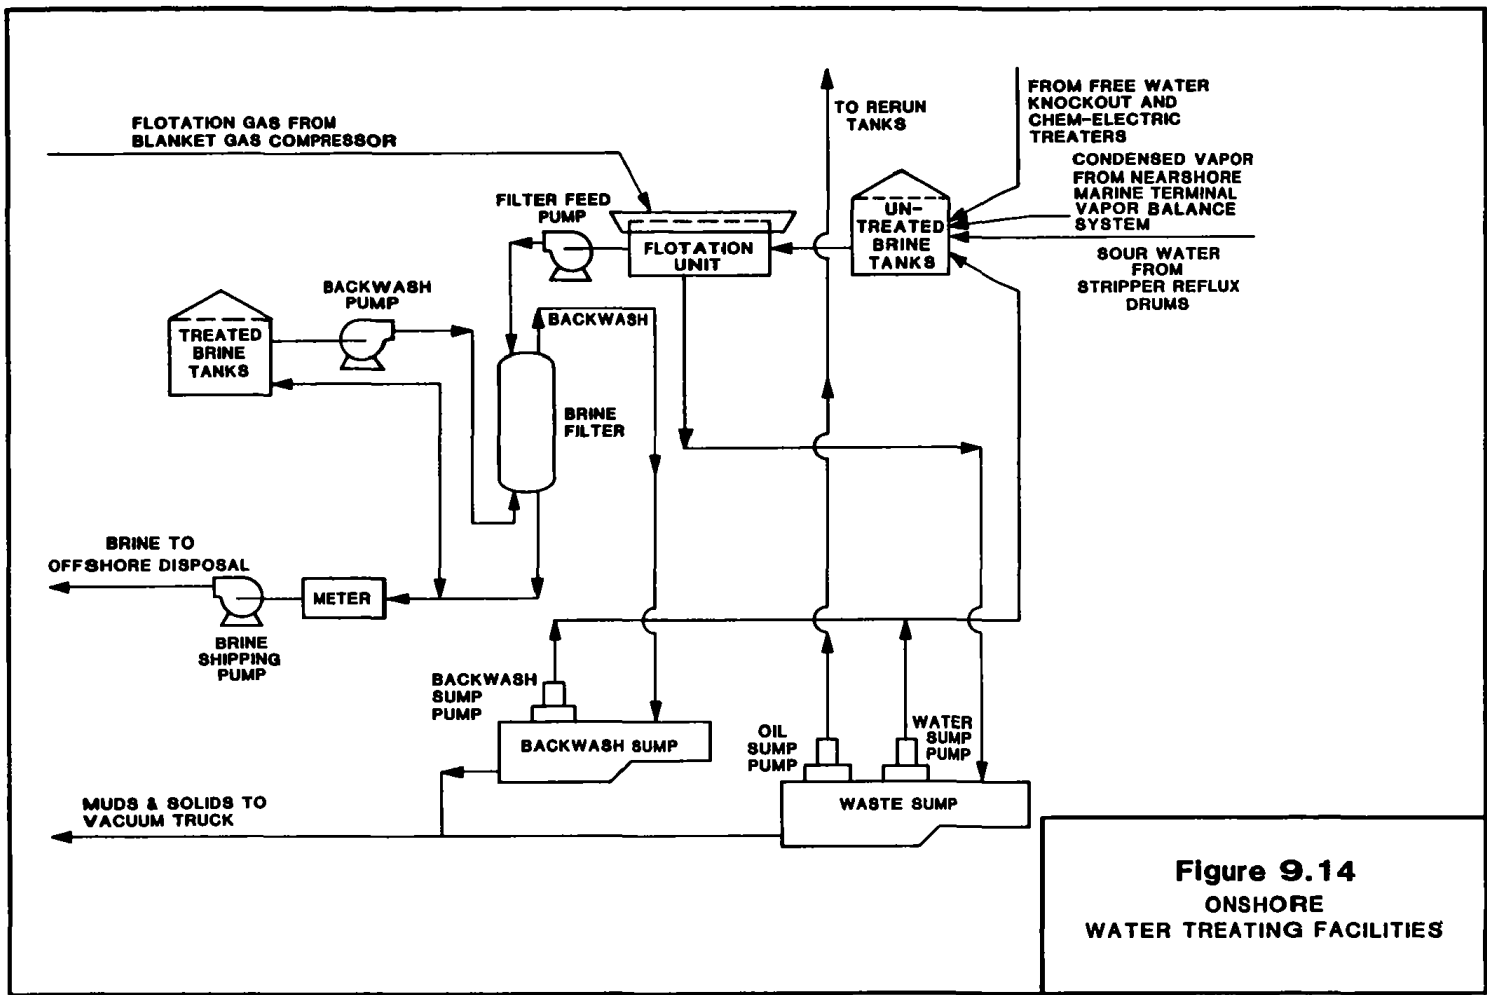 FLOTATION GAS FROM
BLANKET GAS COMPRESSOR
TO RERUN
TANKS
FROM FREE WATER
KNOCKOUT AND
CHEM-ELECTRIC
TREATERS
CONDENSED VAPOR
FROM NEARSHORE
MARINE TERMINAL
VAPOR BALANCE
SYSTEM
FILTER FEED
PUMP
FLOTATION
UNIT
UN-
TREATED
BRINE
TANKS
SOUR WATER
FROM
STRIPPER REFLUX
DRUMS
BACKWASH
PUMP
BACKWASH
TREATED
BRINE
TANKS
BRINE
FILTER
BRINE TO
OFFSHORE DISPOSAL
METER
BRINE
SHIPPING
PUMP
BACKWASH
SUMP
PUMP
BACKWASH SUMP
OIL
SUMP
PUMP
WATER
SUMP
PUMP
WASTE SUMP
MUDS & SOLIDS TO
VACUUM TRUCK
Figure 9.14
ONSHORE
WATER TREATING FACILITIES